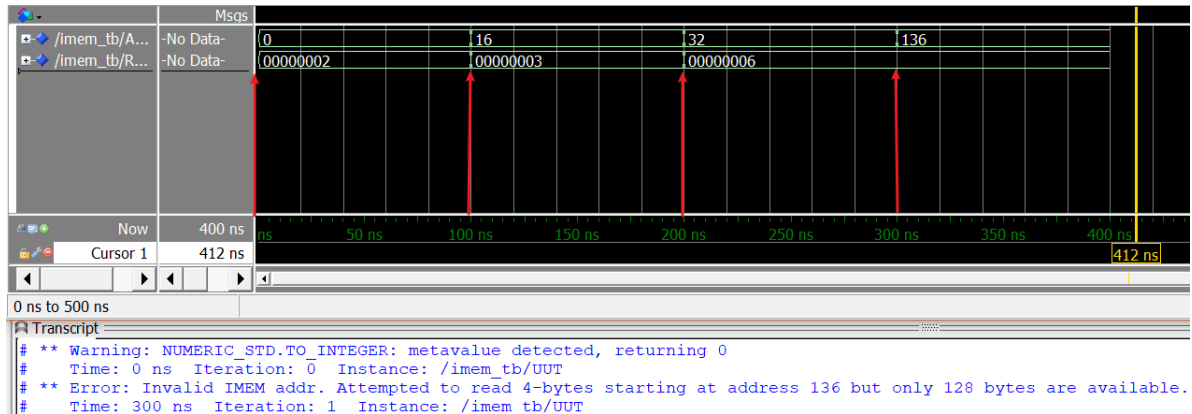 Msgs
/imem_tb/A... -No Data- 0 16 32 136
/imem_tb/R... -No Data- 00000002 00000003 00000006
Now 400 ns ns 50 ns 100 ns 150 ns 200 ns 250 ns 300 ns 350 ns 400 ns
Cursor 1 412 ns 412 ns
0 ns to 500 ns
Transcript
# ** Warning: NUMERIC_STD.TO_INTEGER: metavalue detected, returning 0
#    Time: 0 ns  Iteration: 0  Instance: /imem_tb/UUT
# ** Error: Invalid IMEM addr. Attempted to read 4-bytes starting at address 136 but only 128 bytes are available.
#    Time: 300 ns  Iteration: 1  Instance: /imem_tb/UUT